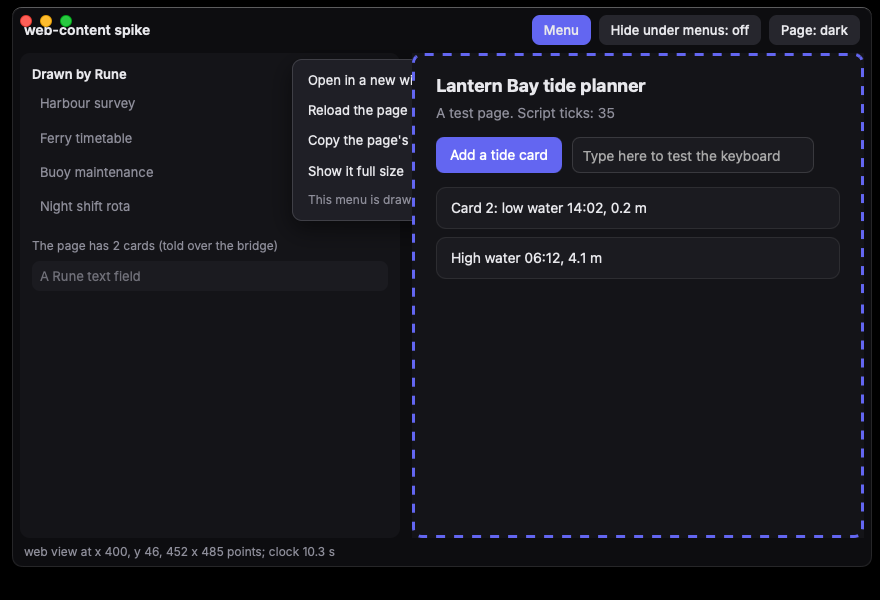 web-content spike
Menu
Hide under menus: off
Page: dark
Drawn by Rune
Harbour survey
Ferry timetable
Buoy maintenance
Night shift rota
The page has 2 cards (told over the bridge)
A Rune text field
Open in a new wi
Reload the page
Copy the page's
Show it full size
This menu is draw
Lantern Bay tide planner
A test page. Script ticks: 35
Add a tide card
Type here to test the keyboard
Card 2: low water 14:02, 0.2 m
High water 06:12, 4.1 m
web view at x 400, y 46, 452 x 485 points; clock 10.3 s